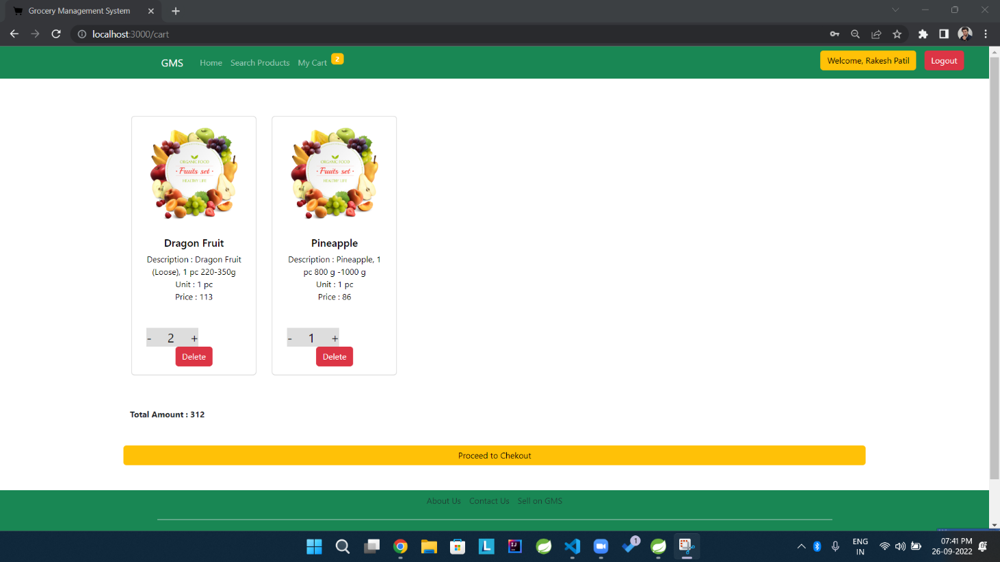 Grocery Management System
localhost:3000/cart
GMS Home Search Products My Cart 2 Welcome, Rakesh Patil Logout
ORGANIC FOOD
Fruits set
HEALTHY LIFE
Dragon Fruit
Description : Dragon Fruit
(Loose), 1 pc 220-350g
Unit : 1 pc
Price : 113
- 2 +
Delete
ORGANIC FOOD
Fruits set
HEALTHY LIFE
Pineapple
Description : Pineapple, 1
pc 800 g -1000 g
Unit : 1 pc
Price : 86
- 1 +
Delete
Total Amount : 312
Proceed to Chekout
About Us Contact Us Sell on GMS
L
IJ
1
ENG
IN
07:41 PM
26-09-2022